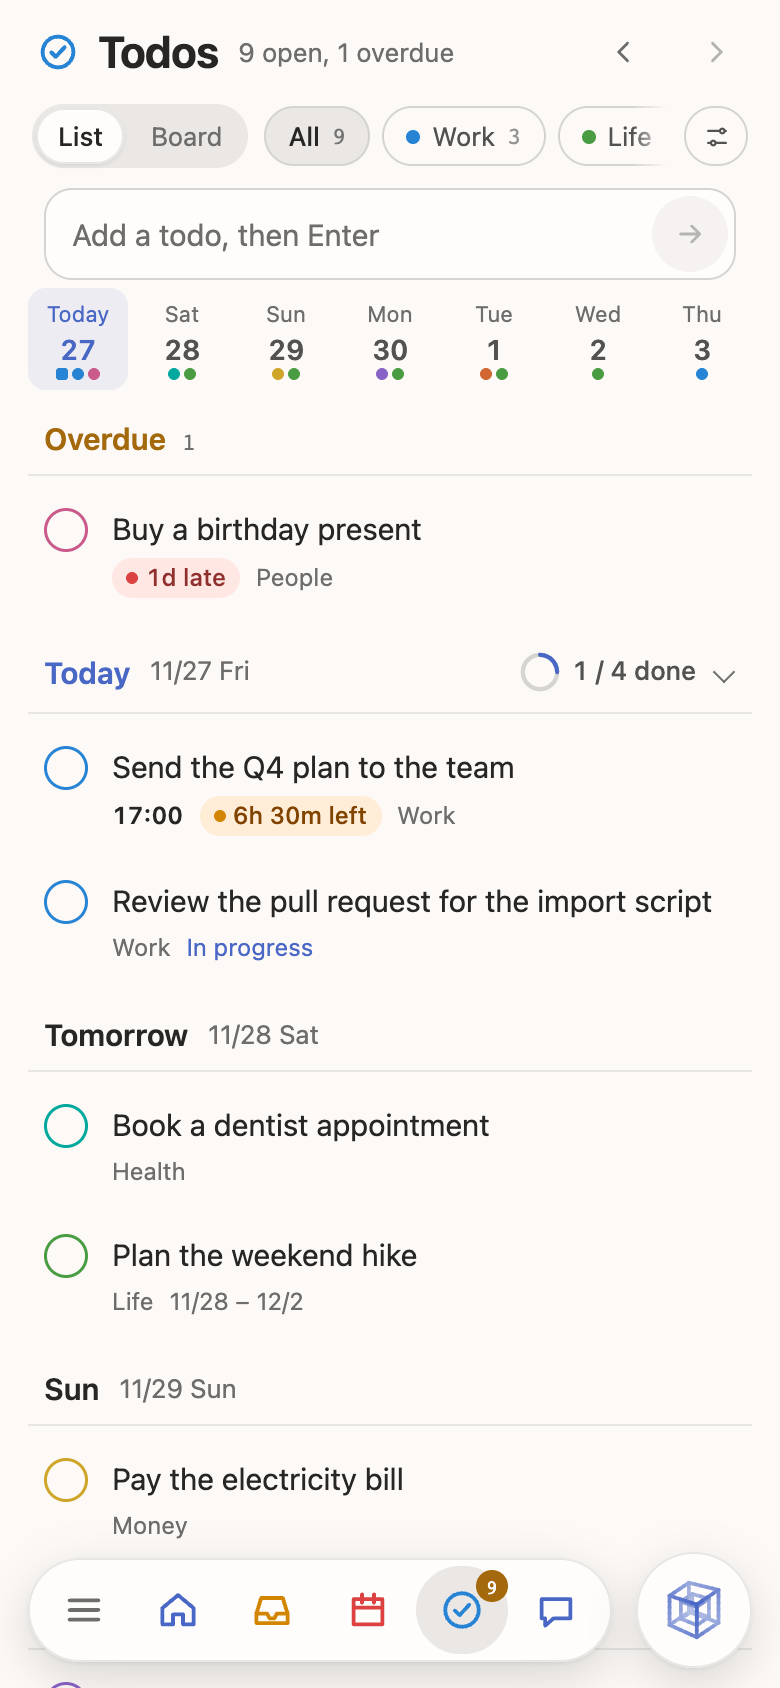 Todos 9 open, 1 overdue
List Board All 9 Work 3 Life
Add a todo, then Enter
Today Sat Sun Mon Tue Wed Thu
27 28 29 30 1 2 3
Overdue 1
Buy a birthday present
1d late People
Today 11/27 Fri 1 / 4 done
Send the Q4 plan to the team
17:00 6h 30m left Work
Review the pull request for the import script
Work In progress
Tomorrow 11/28 Sat
Book a dentist appointment
Health
Plan the weekend hike
Life 11/28 – 12/2
Sun 11/29 Sun
Pay the electricity bill
Money
9